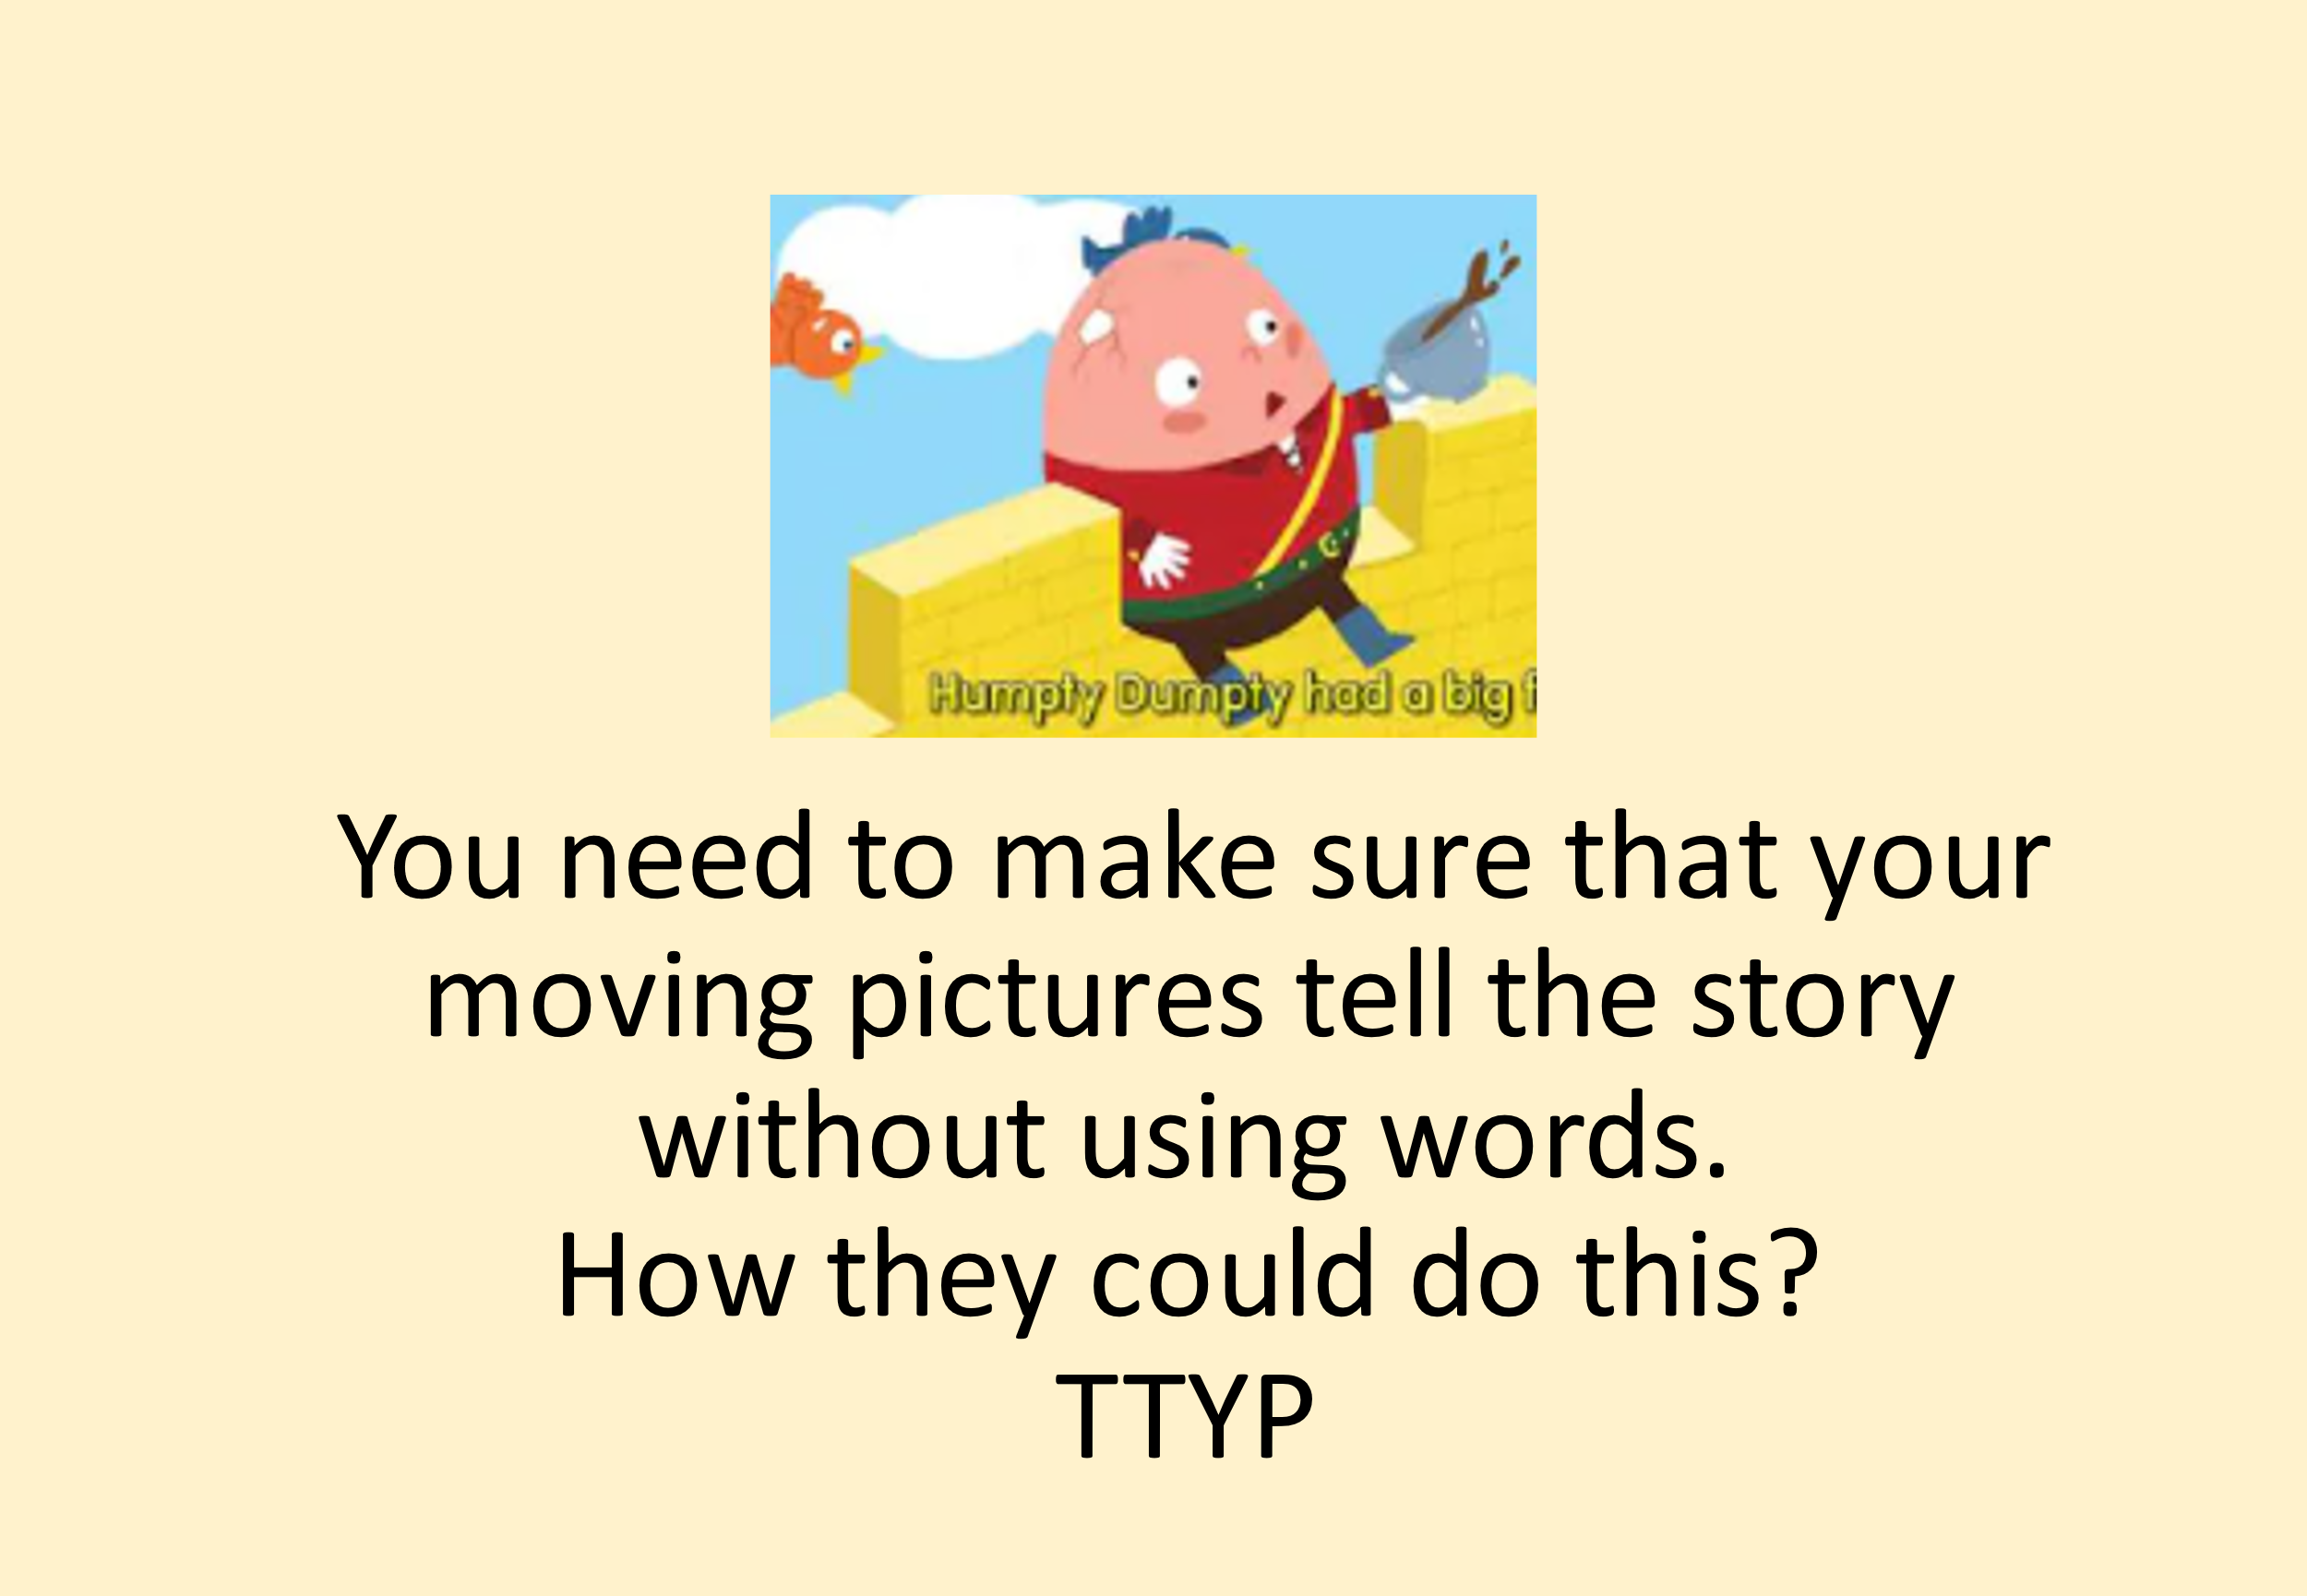 Humpty Dumpty had a big f
You need to make sure that your
moving pictures tell the story
without using words.
How they could do this?
TTYP